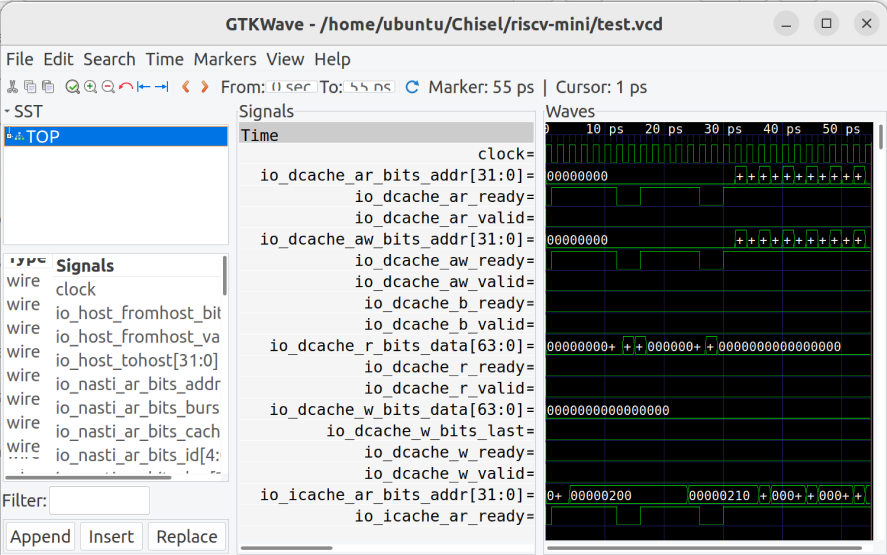 GTKWave - /home/ubuntu/Chisel/riscv-mini/test.vcd
File Edit Search Time Markers View Help
From: 0 sec To: 55 ps Marker: 55 ps | Cursor: 1 ps
SST
TOP
Type Signals
wire clock
wire io_host_fromhost_bit
wire io_host_fromhost_va
wire io_host_tohost[31:0]
wire io_nasti_ar_bits_addr
wire io_nasti_ar_bits_burs
wire io_nasti_ar_bits_cach
wire io_nasti_ar_bits_id[4:
Filter:
Append Insert Replace
Signals
Time
clock=
io_dcache_ar_bits_addr[31:0]=
io_dcache_ar_ready=
io_dcache_ar_valid=
io_dcache_aw_bits_addr[31:0]=
io_dcache_aw_ready=
io_dcache_aw_valid=
io_dcache_b_ready=
io_dcache_b_valid=
io_dcache_r_bits_data[63:0]=
io_dcache_r_ready=
io_dcache_r_valid=
io_dcache_w_bits_data[63:0]=
io_dcache_w_bits_last=
io_dcache_w_ready=
io_dcache_w_valid=
io_icache_ar_bits_addr[31:0]=
io_icache_ar_ready=
Waves
0 10 ps 20 ps 30 ps 40 ps 50 ps
00000000 + + + + + + + + + + +
00000000 + + + + + + + + + + +
00000000+ + + 000000+ + 0000000000000000
0000000000000000
0+ 00000200 00000210 + 000+ + 000+ +